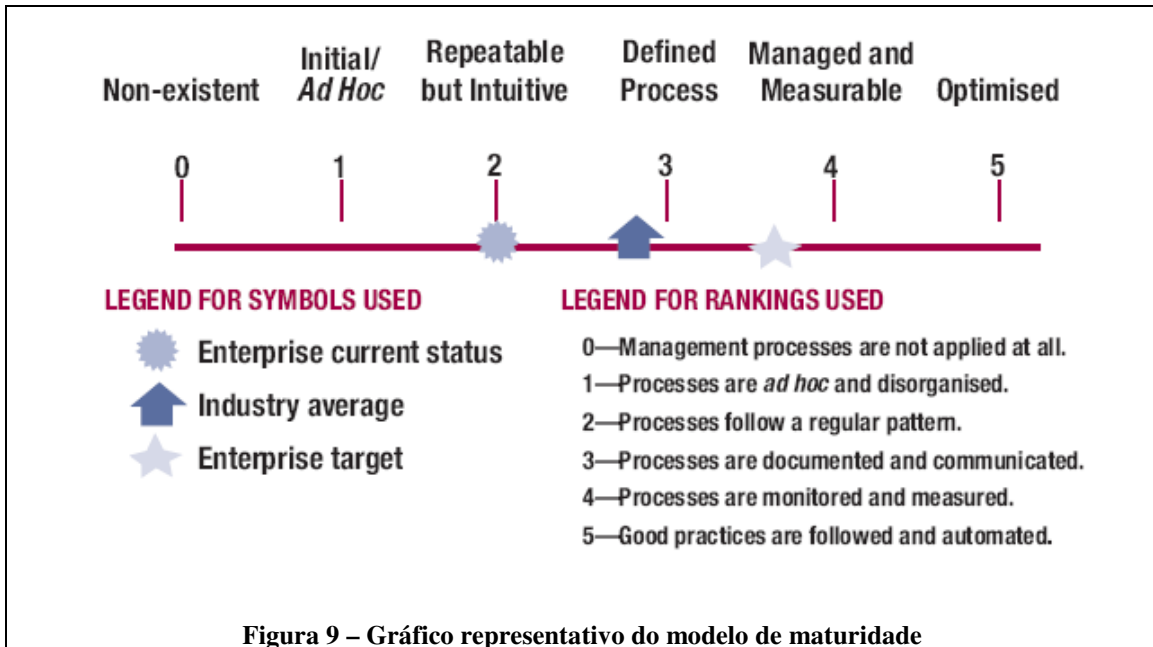 Non-existent
Initial/
Ad Hoc
Repeatable
but Intuitive
Defined
Process
Managed and
Measurable
Optimised
0 1 2 3 4 5
LEGEND FOR SYMBOLS USED
Enterprise current status
Industry average
Enterprise target
LEGEND FOR RANKINGS USED
0—Management processes are not applied at all.
1—Processes are ad hoc and disorganised.
2—Processes follow a regular pattern.
3—Processes are documented and communicated.
4—Processes are monitored and measured.
5—Good practices are followed and automated.
Figura 9 – Gráfico representativo do modelo de maturidade